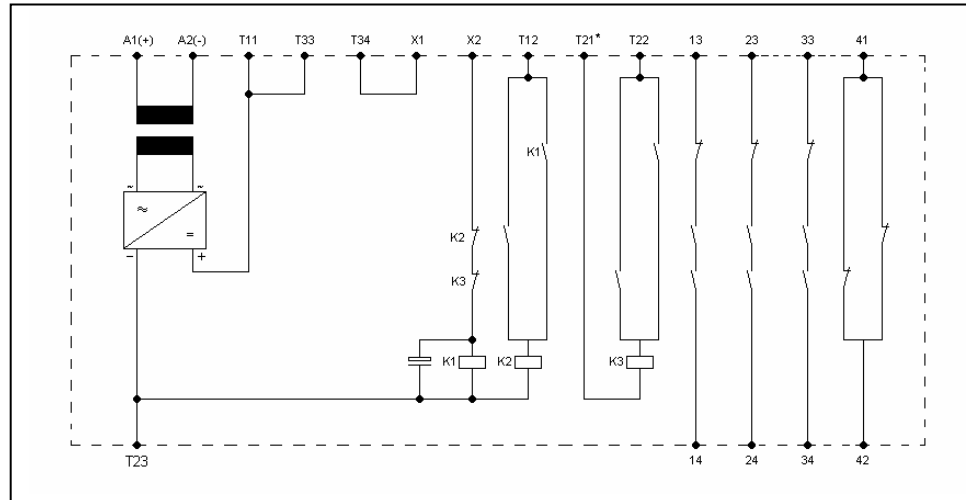 A1(+) A2(-) T11 T33 T34 X1 X2 T12 T21* T22 13 23 33 41
K1
~ ~
≈
K2
=
− +
K3
K1 K2 K3
T23 14 24 34 42